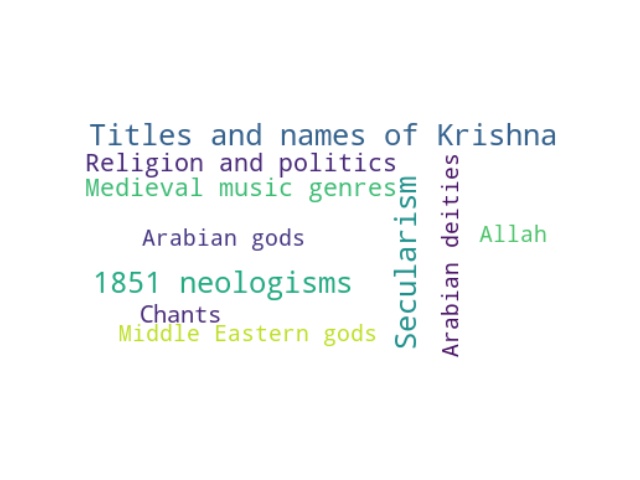 Titles and names of Krishna
Religion and politics
Medieval music genres
Secularism
Arabian deities
Arabian gods
Allah
1851 neologisms
Chants
Middle Eastern gods